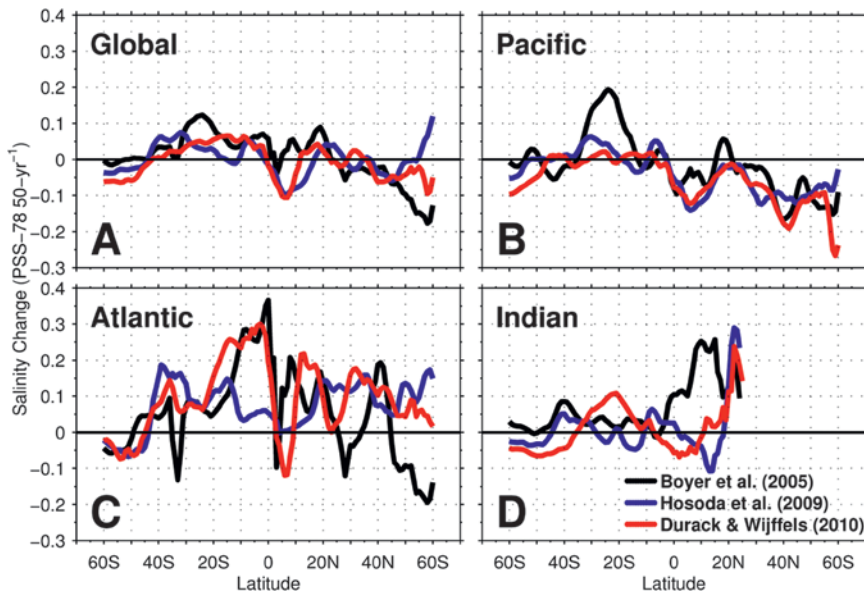 Global
Pacific
0.4
0.3
0.2
0.1
0
−0.1
−0.2
−0.3
A
B
Salinity Change (PSS−78 50−yr⁻¹)
Atlantic
Indian
0.4
0.3
0.2
0.1
0
−0.1
−0.2
−0.3
C
D
Boyer et al. (2005)
Hosoda et al. (2009)
Durack & Wijffels (2010)
60S 40S 20S 0 20N 40N 60S
60S 40S 20S 0 20N 40N 60S
Latitude
Latitude